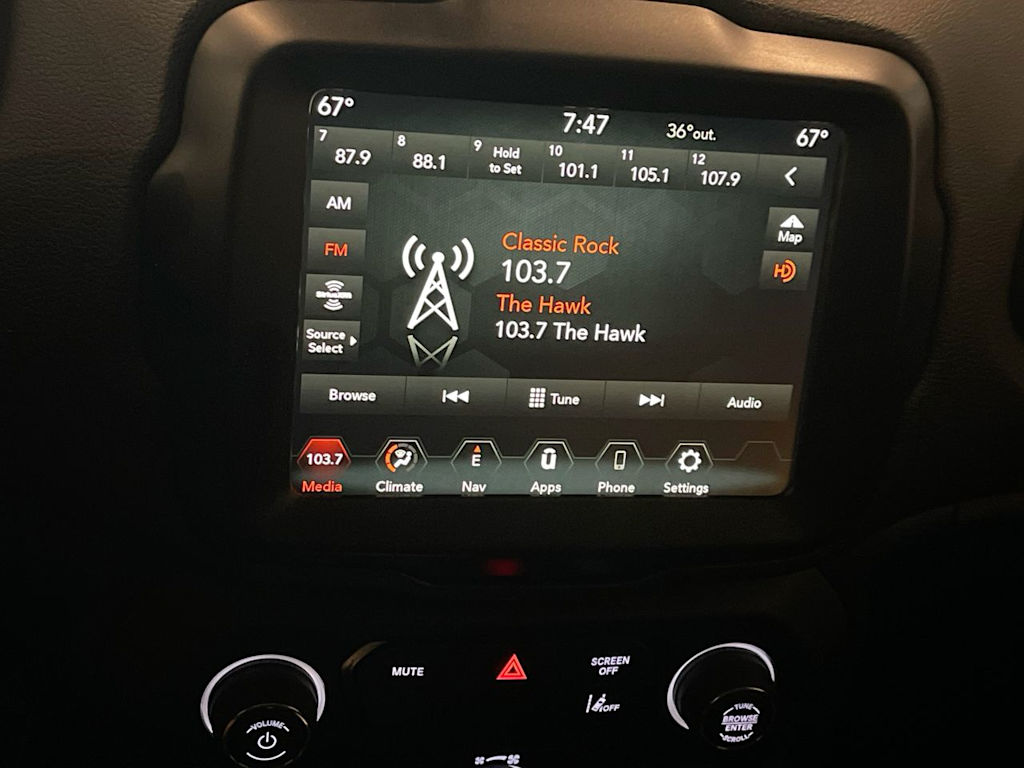 67°
7:47
36°out.
67°
7
87.9
8
88.1
9
Hold
to Set
10
101.1
11
105.1
12
107.9
AM
FM
SiriusXM
Source
Select
Classic Rock
103.7
The Hawk
103.7 The Hawk
Map
HD
Browse
Tune
Audio
103.7
E
u
Media
Climate
Nav
Apps
Phone
Settings
MUTE
SCREEN
OFF
OFF
VOLUME
TUNE
BROWSE
ENTER
SCROLL